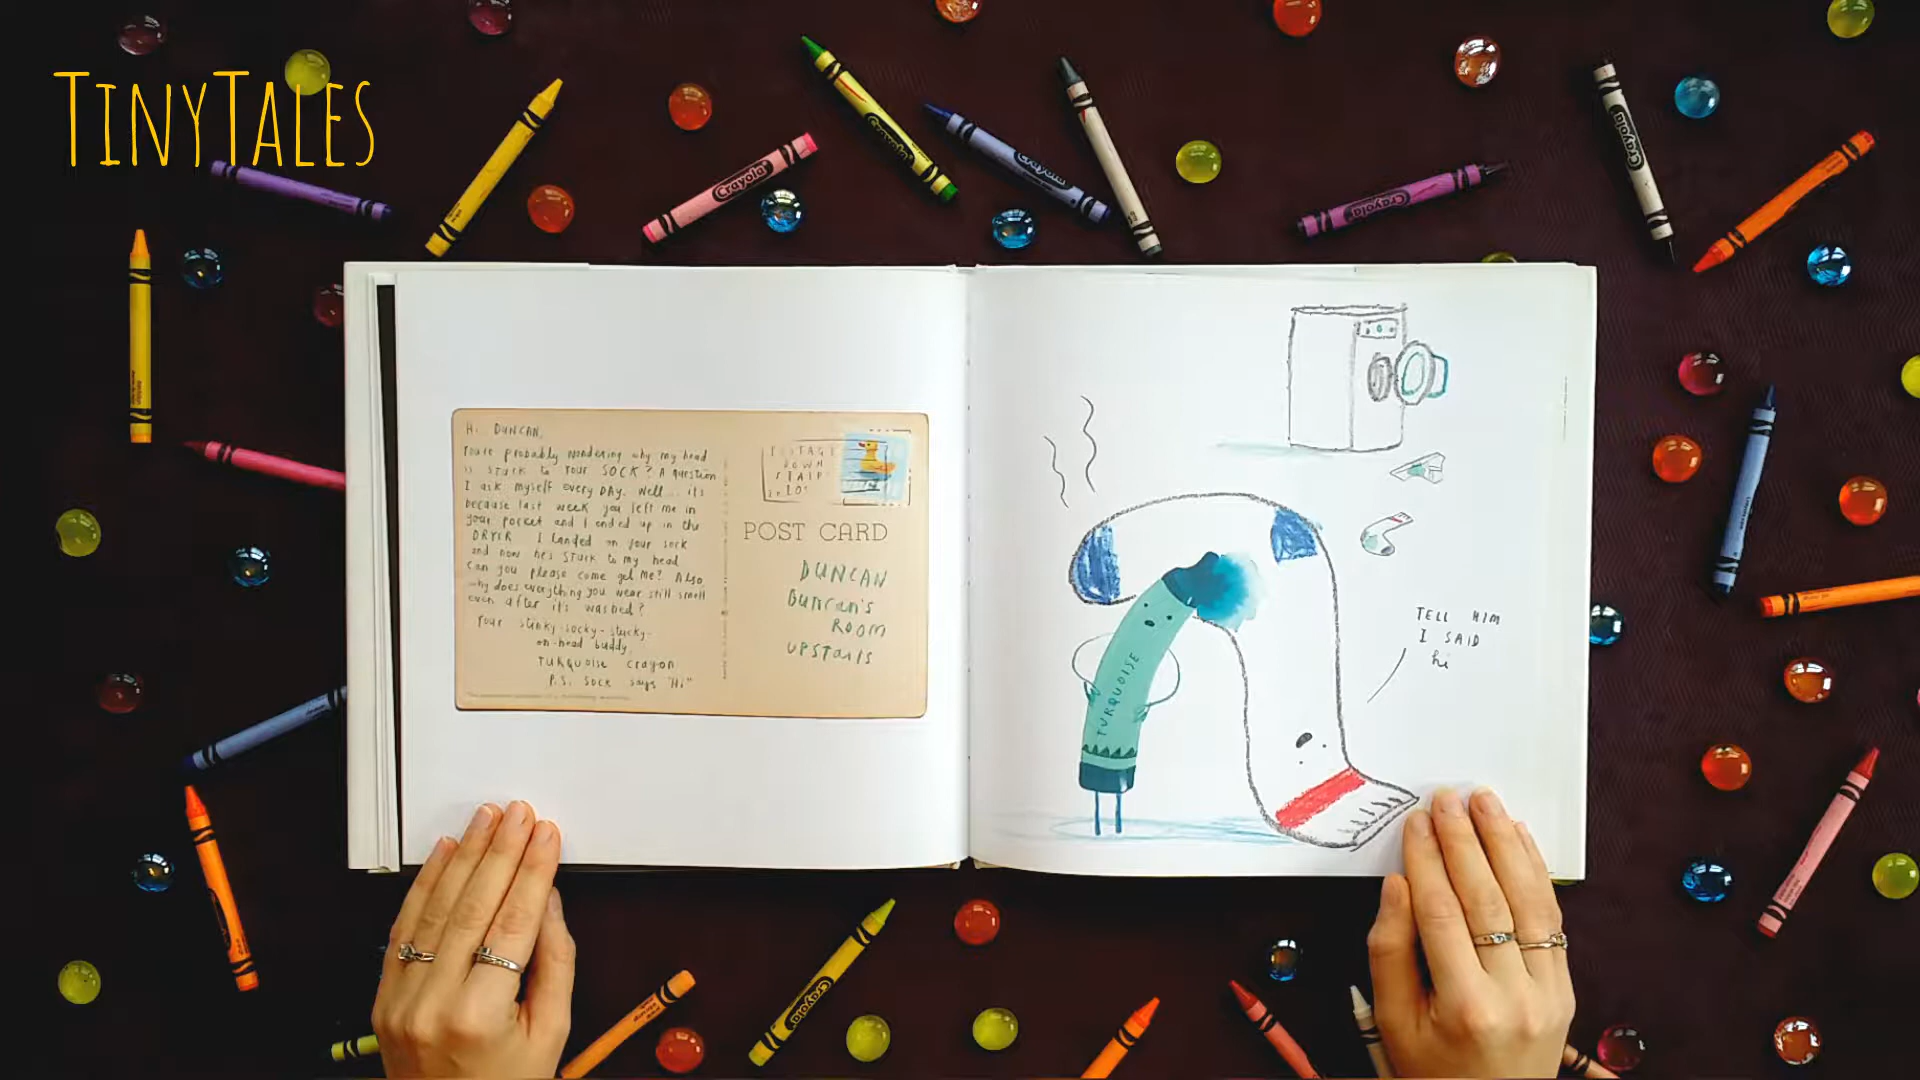 TINYTALES
Hi DUNCAN,
You're probably wondering why my head
is stuck to your SOCK? A question
I ask myself every DAY. Well... it's
because last week you left me in
your pocket and I ended up in the
DRYER I landed on your sock
and now he's stuck to my head
Can you please come get me? Also
why does everything you wear still smell
even after it's washed?
Your stinky-socky-stucky-
on-head buddy,
TURQUOISE crayon
P.S. SOCK says "Hi"
POST CARD
DUNCAN
Duncan's
ROOM
UPSTAIRS
TURQUOISE
TELL HIM
I SAID
hi
Crayola
Crayola
Crayola
Crayola
Crayola
Crayola